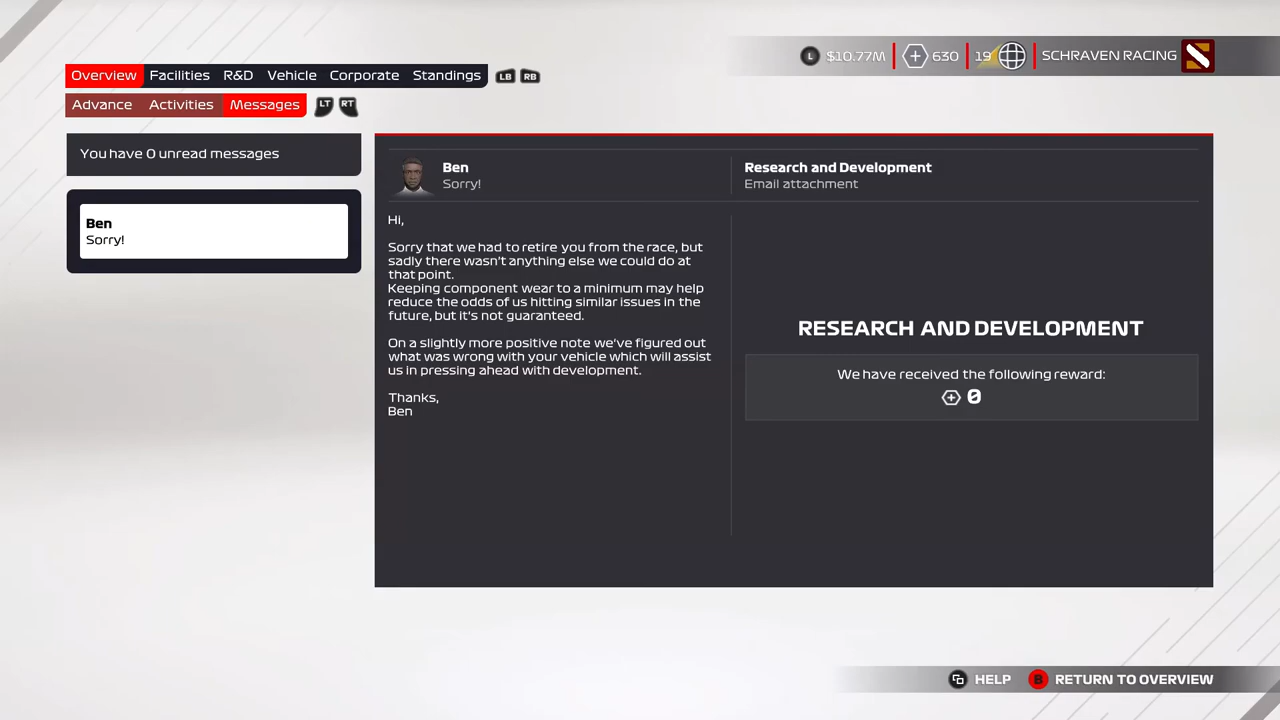 $10.77M 630 19 SCHRAVEN RACING
Overview Facilities R&D Vehicle Corporate Standings LB RB
Advance Activities Messages LT RT
You have 0 unread messages
Ben
Sorry!
Ben
Sorry!
Research and Development
Email attachment
Hi,
Sorry that we had to retire you from the race, but
sadly there wasn't anything else we could do at
that point.
Keeping component wear to a minimum may help
reduce the odds of us hitting similar issues in the
future, but it's not guaranteed.
On a slightly more positive note we've figured out
what was wrong with your vehicle which will assist
us in pressing ahead with development.
Thanks,
Ben
RESEARCH AND DEVELOPMENT
We have received the following reward:
0
HELP B RETURN TO OVERVIEW